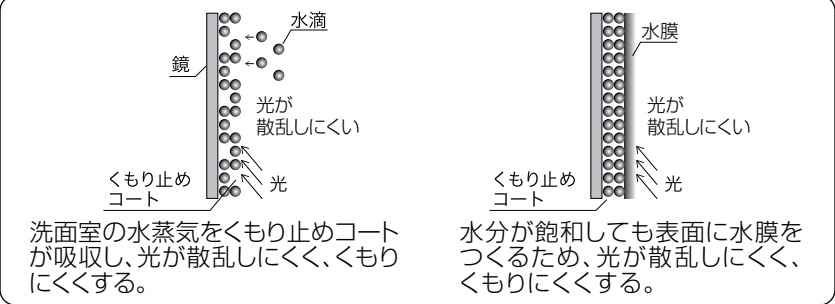 水滴
鏡
光が
散乱しにくい
くもり止め
コート
光
洗面室の水蒸気をくもり止めコート
が吸収し、光が散乱しにくく、くもり
にくくする。
水膜
光が
散乱しにくい
くもり止め
コート
光
水分が飽和しても表面に水膜を
つくるため、光が散乱しにくく、
くもりにくくする。